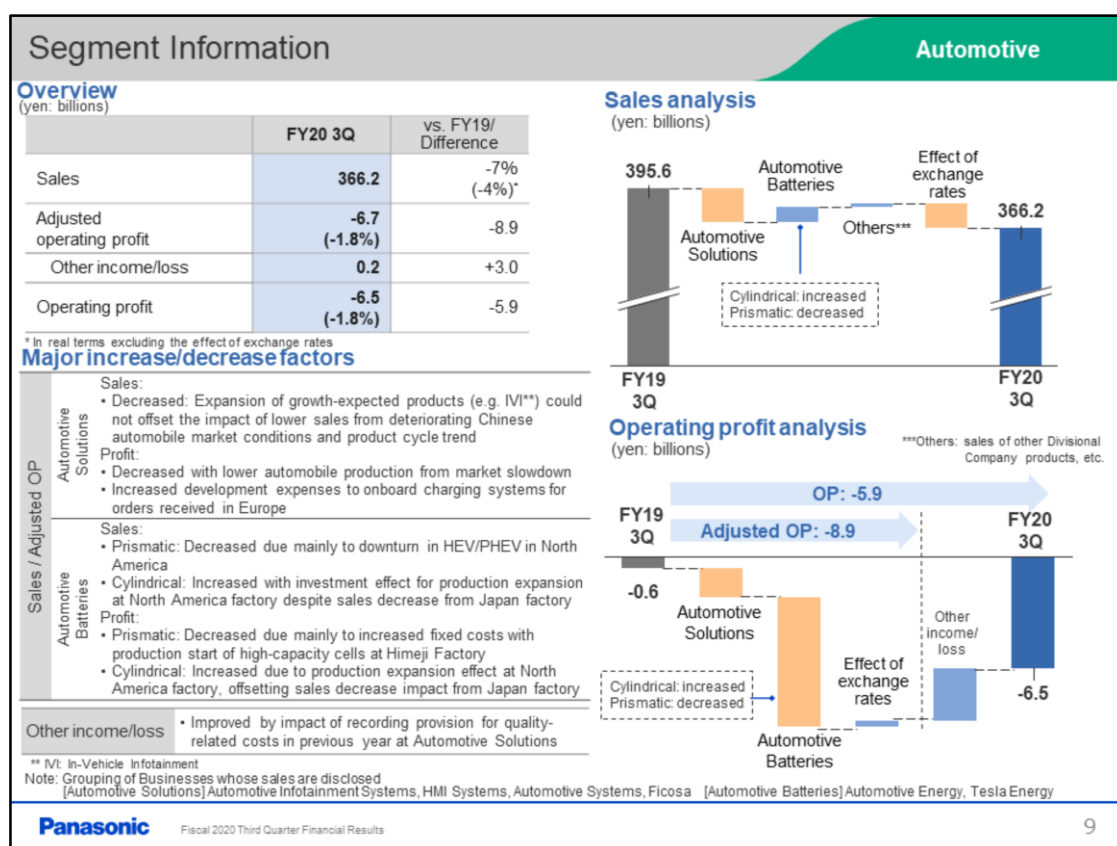 Segment Information
Automotive
Overview
(yen: billions)
FY20 3Q
vs. FY19/
Difference
Sales
366.2
-7%
(-4%)*
Adjusted
operating profit
-6.7
(-1.8%)
-8.9
Other income/loss
0.2
+3.0
Operating profit
-6.5
(-1.8%)
-5.9
* In real terms excluding the effect of exchange rates
Major increase/decrease factors
Sales / Adjusted OP
Automotive
Solutions
Sales:
• Decreased: Expansion of growth-expected products (e.g. IVI**) could
not offset the impact of lower sales from deteriorating Chinese
automobile market conditions and product cycle trend
Profit:
• Decreased with lower automobile production from market slowdown
• Increased development expenses to onboard charging systems for
orders received in Europe
Automotive
Batteries
Sales:
• Prismatic: Decreased due mainly to downturn in HEV/PHEV in North
America
• Cylindrical: Increased with investment effect for production expansion
at North America factory despite sales decrease from Japan factory
Profit:
• Prismatic: Decreased due mainly to increased fixed costs with
production start of high-capacity cells at Himeji Factory
• Cylindrical: Increased due to production expansion effect at North
America factory, offsetting sales decrease impact from Japan factory
Other income/loss
• Improved by impact of recording provision for quality-
related costs in previous year at Automotive Solutions
** IVI: In-Vehicle Infotainment
Note: Grouping of Businesses whose sales are disclosed
[Automotive Solutions] Automotive Infotainment Systems, HMI Systems, Automotive Systems, Ficosa [Automotive Batteries] Automotive Energy, Tesla Energy
Sales analysis
(yen: billions)
395.6
Automotive
Solutions
Automotive
Batteries
Others***
Effect of
exchange
rates
366.2
Cylindrical: increased
Prismatic: decreased
FY19
3Q
FY20
3Q
Operating profit analysis
(yen: billions)
***Others: sales of other Divisional
Company products, etc.
OP: -5.9
FY19
3Q
Adjusted OP: -8.9
FY20
3Q
-0.6
Automotive
Solutions
Cylindrical: increased
Prismatic: decreased
Automotive
Batteries
Effect of
exchange
rates
Other
income/
loss
-6.5
Panasonic
Fiscal 2020 Third Quarter Financial Results
9